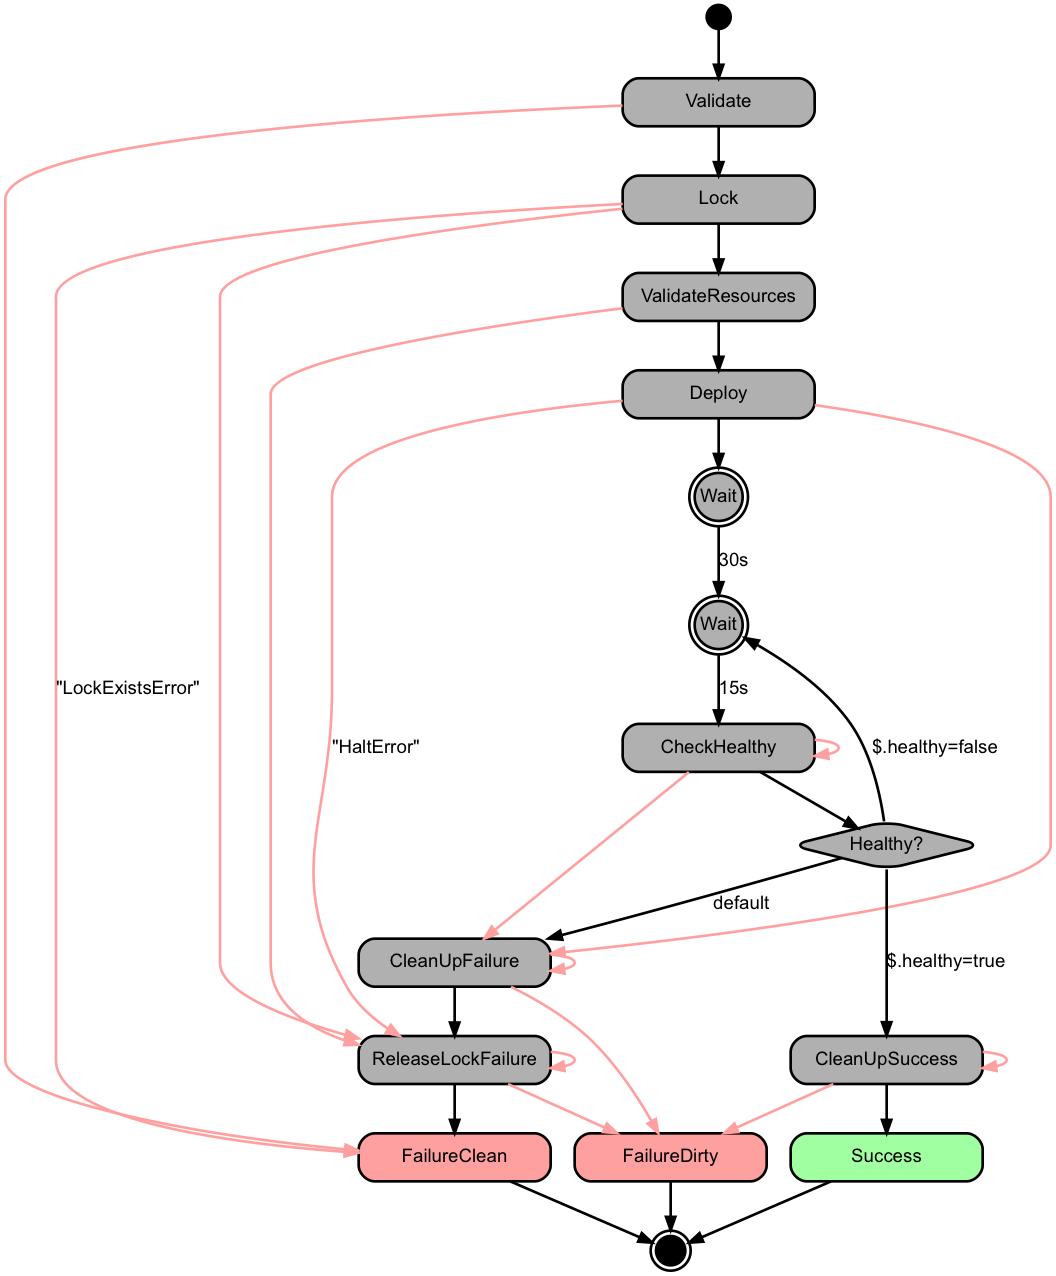 Validate
Lock
ValidateResources
Deploy
Wait
30s
Wait
"LockExistsError"
15s
"HaltError"
CheckHealthy
$.healthy=false
Healthy?
default
CleanUpFailure
$.healthy=true
ReleaseLockFailure
CleanUpSuccess
FailureClean
FailureDirty
Success